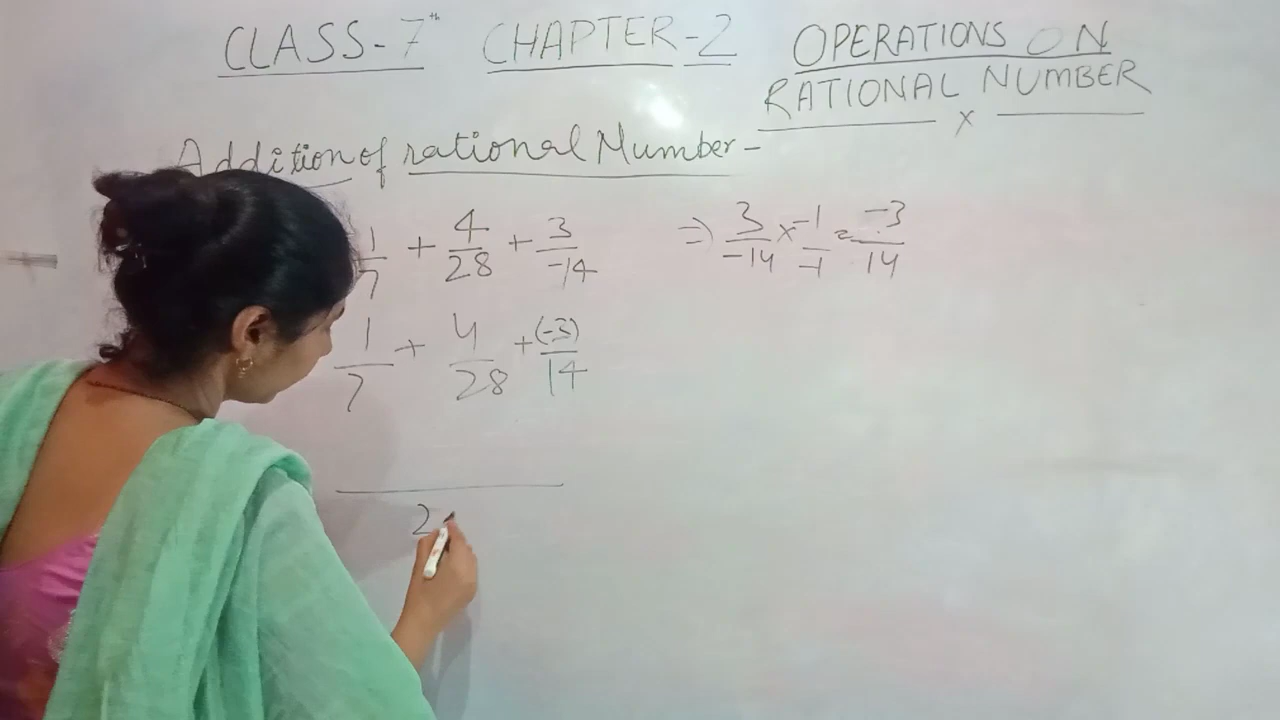 CLASS-7th CHAPTER-2 OPERATIONS ON
RATIONAL NUMBER
x
Addition of rational Number-
1/7 + 4/28 + 3/-14 => 3/-14 x -1/-1 = -3/14
1/7 + 4/28 + (-3)/14
2